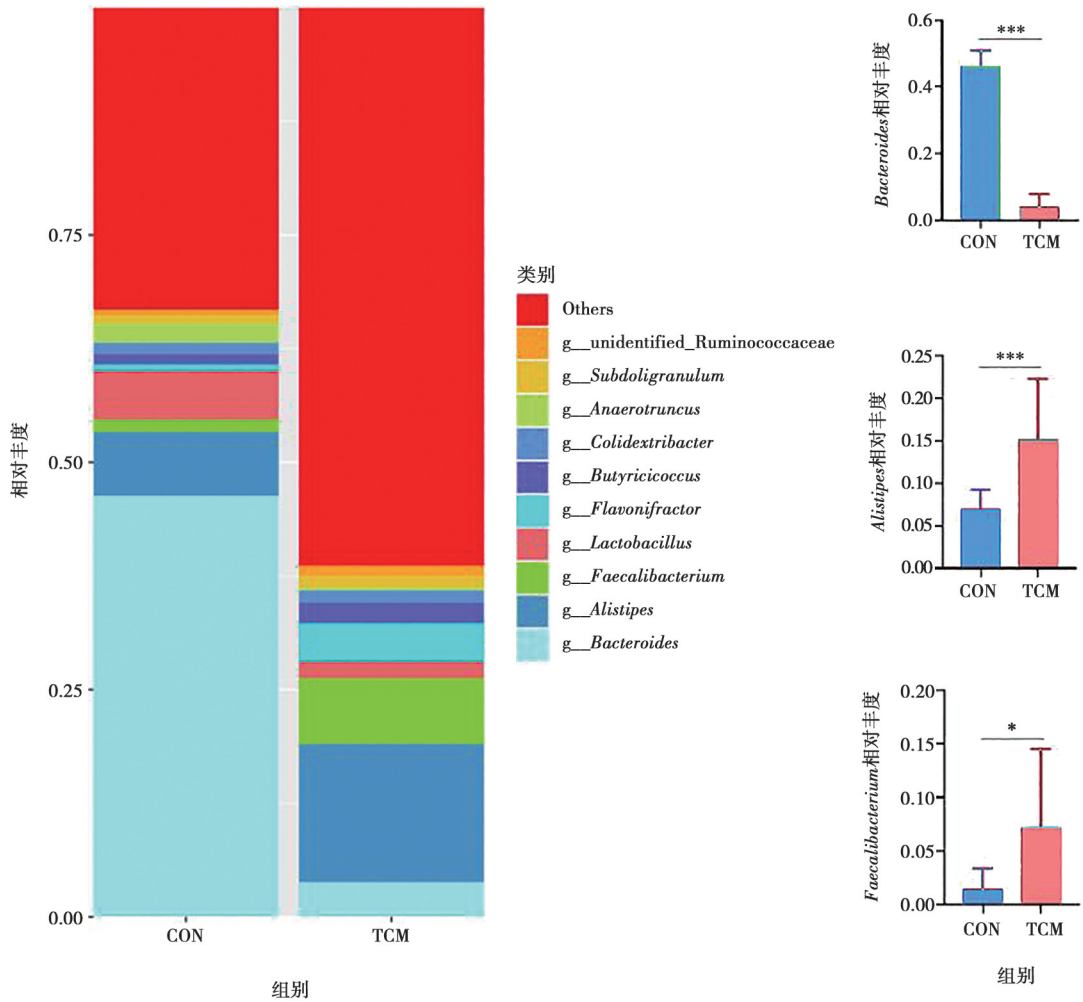 0.75
0.50
0.25
0.00
相对丰度
CON
TCM
组别
类别
Others
g__unidentified_Ruminococcaceae
g__Subdoligranulum
g__Anaerotruncus
g__Colidextribacter
g__Butyricicoccus
g__Flavonifractor
g__Lactobacillus
g__Faecalibacterium
g__Alistipes
g__Bacteroides
Bacteroides相对丰度
0.6
0.4
0.2
0.0
***
CON
TCM
Alistipes相对丰度
0.25
0.20
0.15
0.10
0.05
0.00
***
CON
TCM
Faecalibacterium相对丰度
0.20
0.15
0.10
0.05
0.00
*
CON
TCM
组别